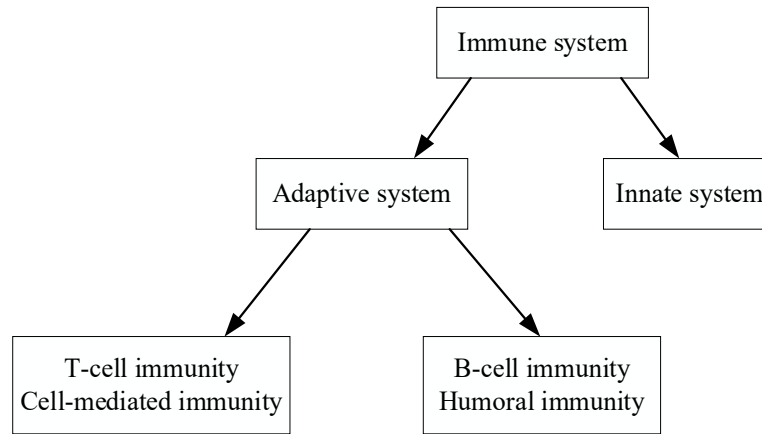 Immune system
Adaptive system
Innate system
T-cell immunity
Cell-mediated immunity
B-cell immunity
Humoral immunity